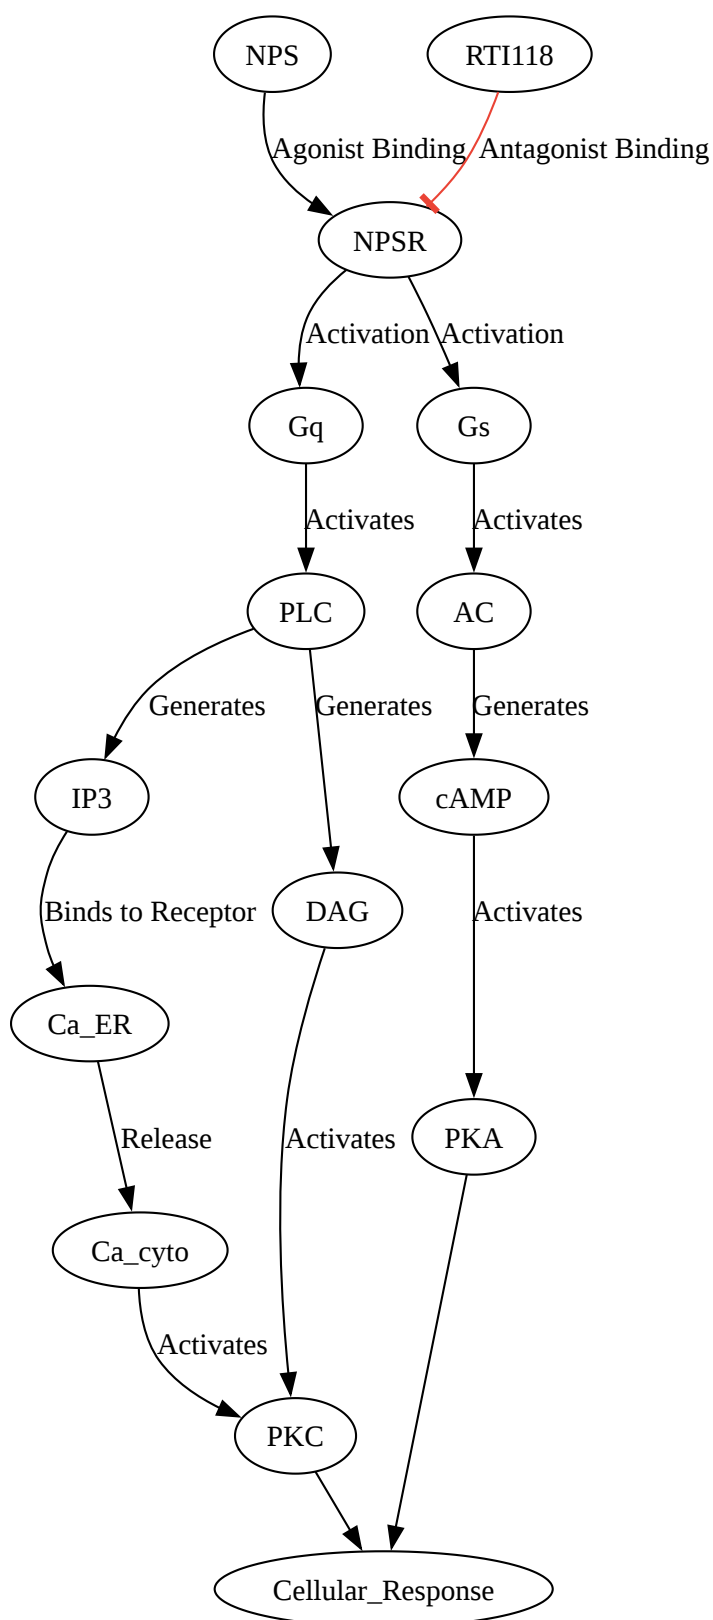 NPS
RTI118
Agonist Binding
Antagonist Binding
NPSR
Activation
Activation
Gq
Gs
Activates
Activates
PLC
AC
Generates
Generates
Generates
IP3
cAMP
Binds to Receptor
DAG
Activates
Ca_ER
Release
Activates
PKA
Ca_cyto
Activates
PKC
Cellular_Response